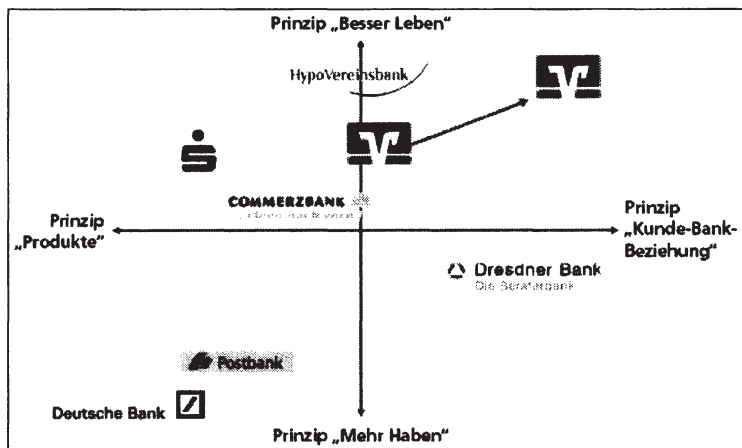 Prinzip „Besser Leben“
HypoVereinsbank
COMMERZBANK
Prinzip
„Produkte“
Prinzip
„Kunde-Bank-
Beziehung“
Dresdner Bank
Die Beraterbank
Postbank
Deutsche Bank
Prinzip „Mehr Haben“